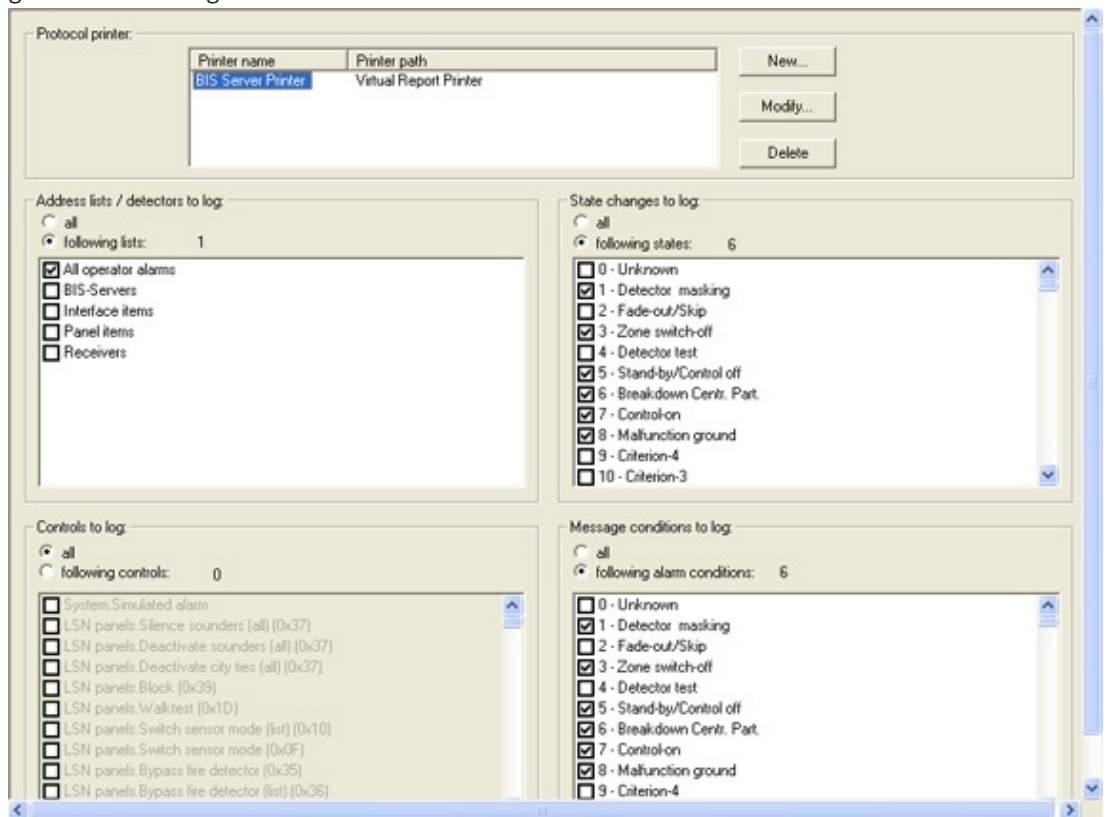 Protocol printer:
Printer name Printer path
BIS Server Printer Virtual Report Printer
New...
Modify...
Delete
Address lists / detectors to log:
all
following lists: 1
All operator alarms
BIS-Servers
Interface items
Panel items
Receivers
State changes to log:
all
following states: 6
0 - Unknown
1 - Detector masking
2 - Fade-out/Skip
3 - Zone switch-off
4 - Detector test
5 - Stand-by/Control off
6 - Breakdown Centr. Part.
7 - Control-on
8 - Malfunction ground
9 - Criterion-4
10 - Criterion-3
Controls to log:
all
following controls: 0
System.Simulated alarm
LSN panels.Silence sounders (all) (0x37)
LSN panels.Deactivate sounders (all) (0x37)
LSN panels.Deactivate city ties (all) (0x37)
LSN panels.Block (0x39)
LSN panels.Walktest (0x1D)
LSN panels.Switch sensor mode (list) (0x10)
LSN panels.Switch sensor mode (0x0F)
LSN panels.Bypass fire detector (0x35)
LSN panels.Bypass fire detector (list) (0x36)
Message conditions to log:
all
following alarm conditions: 6
0 - Unknown
1 - Detector masking
2 - Fade-out/Skip
3 - Zone switch-off
4 - Detector test
5 - Stand-by/Control off
6 - Breakdown Centr. Part.
7 - Control-on
8 - Malfunction ground
9 - Criterion-4